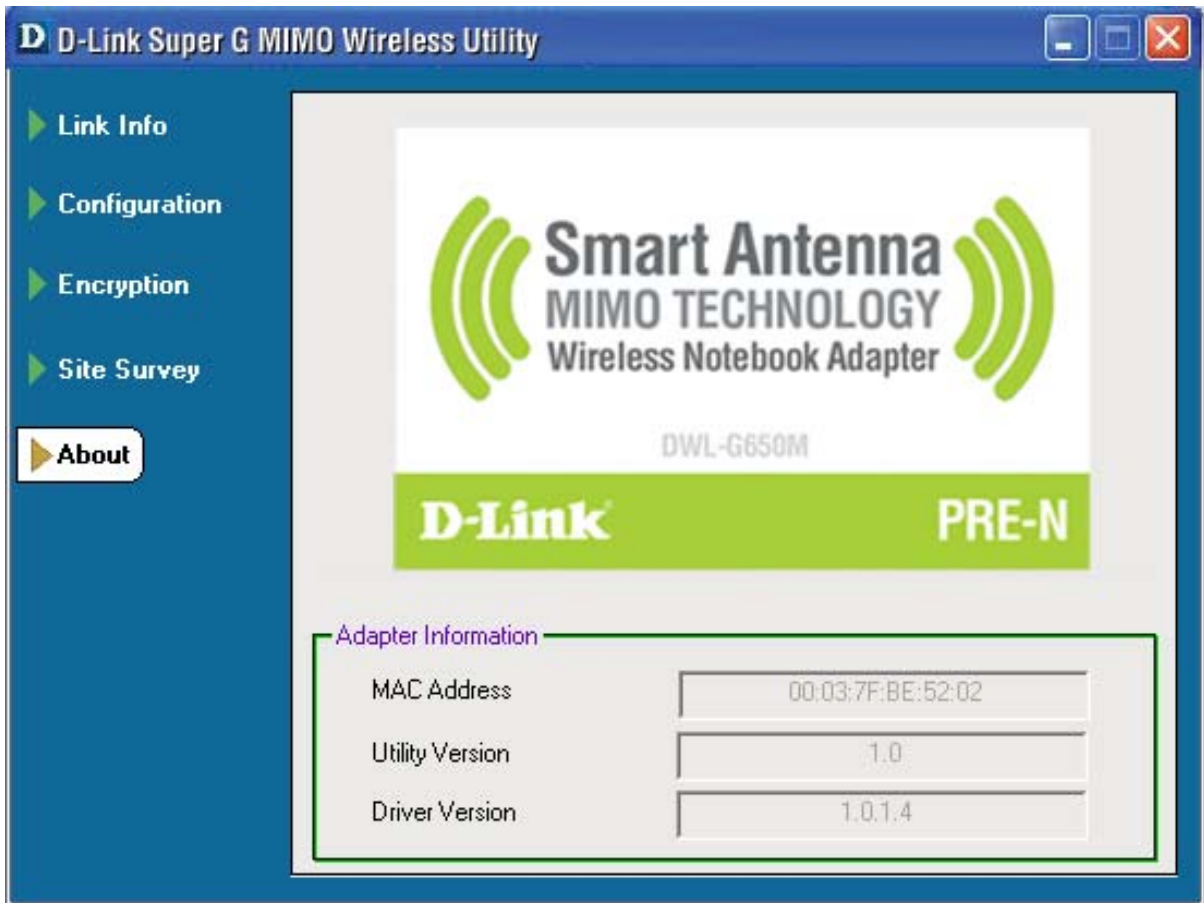 D D-Link Super G MIMO Wireless Utility
Link Info
Configuration
Encryption
Site Survey
About
Smart Antenna
MIMO TECHNOLOGY
Wireless Notebook Adapter
DWL-G650M
D-Link PRE-N
Adapter Information
MAC Address 00:03:7F:BE:52:02
Utility Version 1.0
Driver Version 1.0.1.4